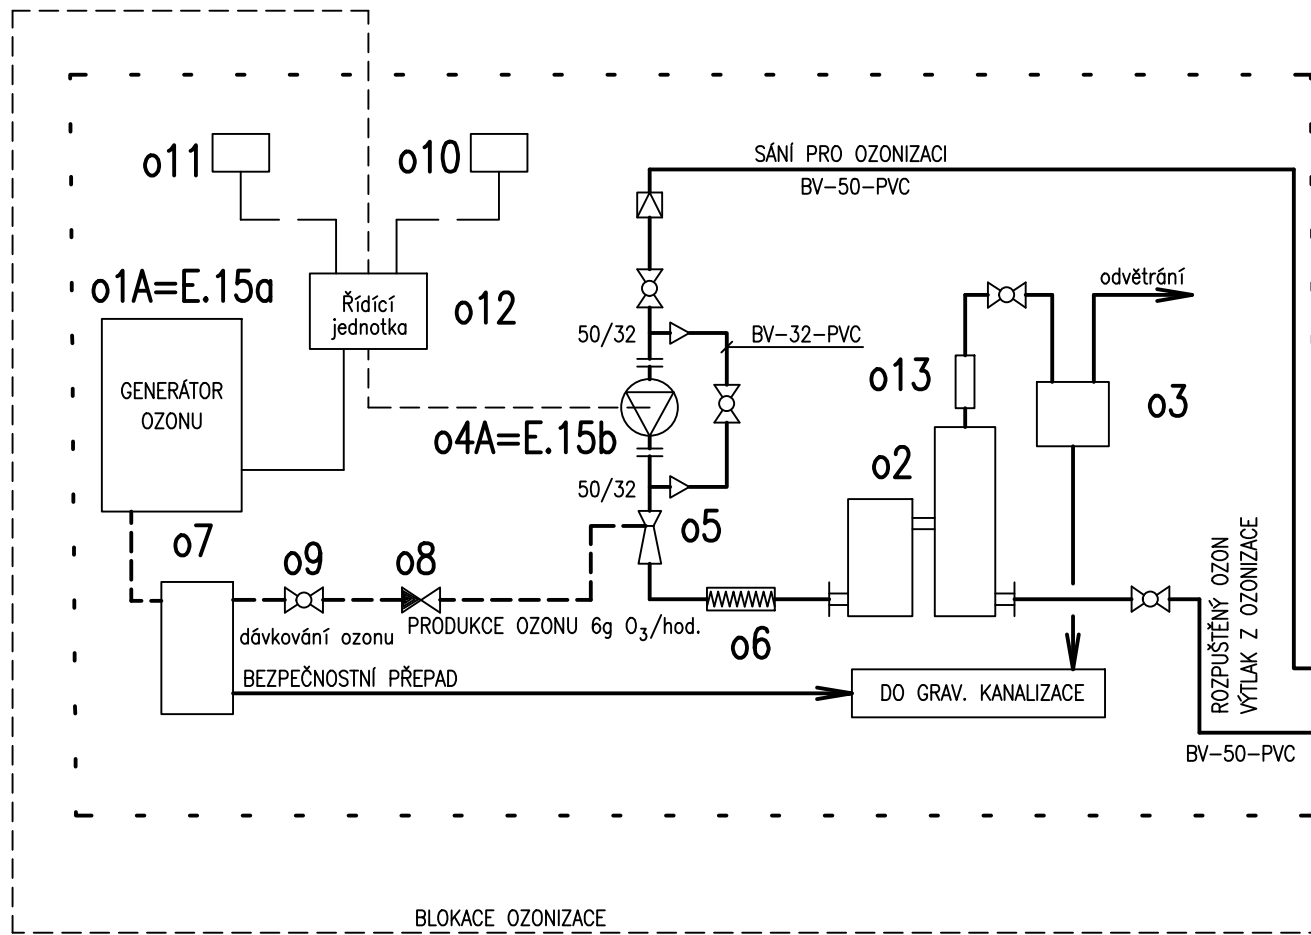 SÁNÍ PRO OZONIZACI
BV-50-PVC
o11
o10
o1A=E.15a
Řídící
jednotka
o12
odvětrání
50/32
BV-32-PVC
GENERÁTOR
OZONU
o13
o3
o4A=E.15b
o2
50/32
o5
o7
o9
o8
dávkování ozonu
PRODUKCE OZONU 6g O₃/hod.
o6
BEZPEČNOSTNÍ PŘEPAD
DO GRAV. KANALIZACE
ROZPUŠTĚNÝ OZON
VÝTLAK Z OZONIZACE
BV-50-PVC
BLOKACE OZONIZACE